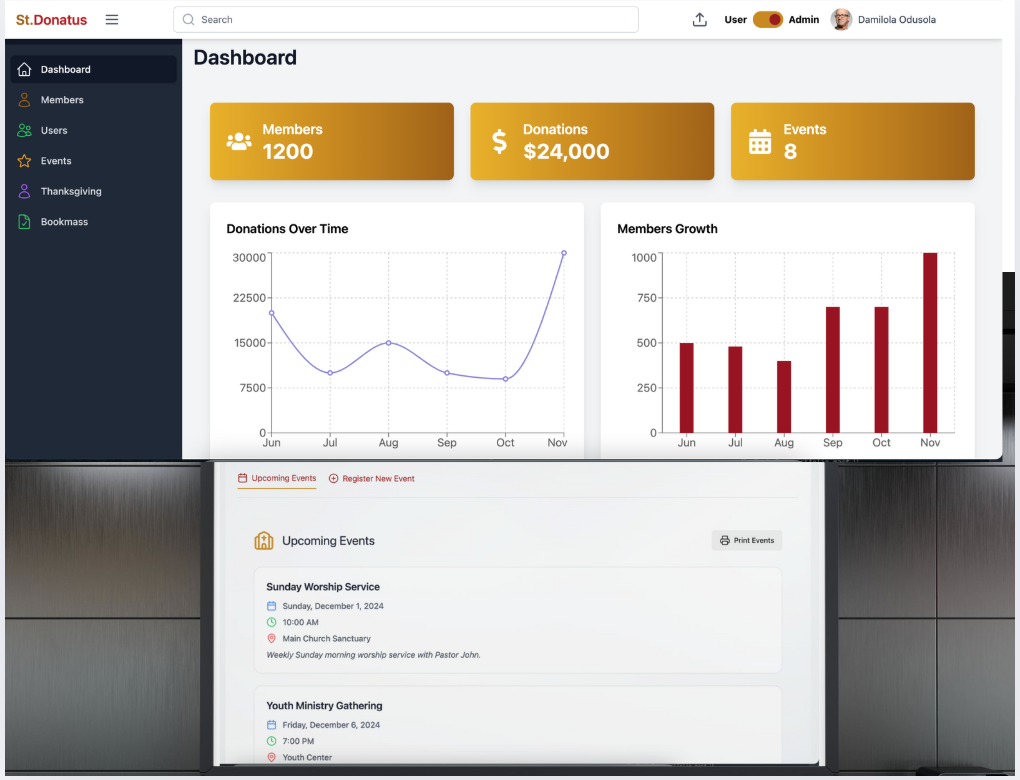 St.Donatus
Search
User
Admin
Damilola Odusola
Dashboard
Members
Users
Events
Thanksgiving
Bookmass
Dashboard
Members
1200
Donations
$24,000
Events
8
Donations Over Time
30000
22500
15000
7500
0
Jun Jul Aug Sep Oct Nov
Members Growth
1000
750
500
250
0
Jun Jul Aug Sep Oct Nov
Upcoming Events
Register New Event
Upcoming Events
Print Events
Sunday Worship Service
Sunday, December 1, 2024
10:00 AM
Main Church Sanctuary
Weekly Sunday morning worship service with Pastor John.
Youth Ministry Gathering
Friday, December 6, 2024
7:00 PM
Youth Center